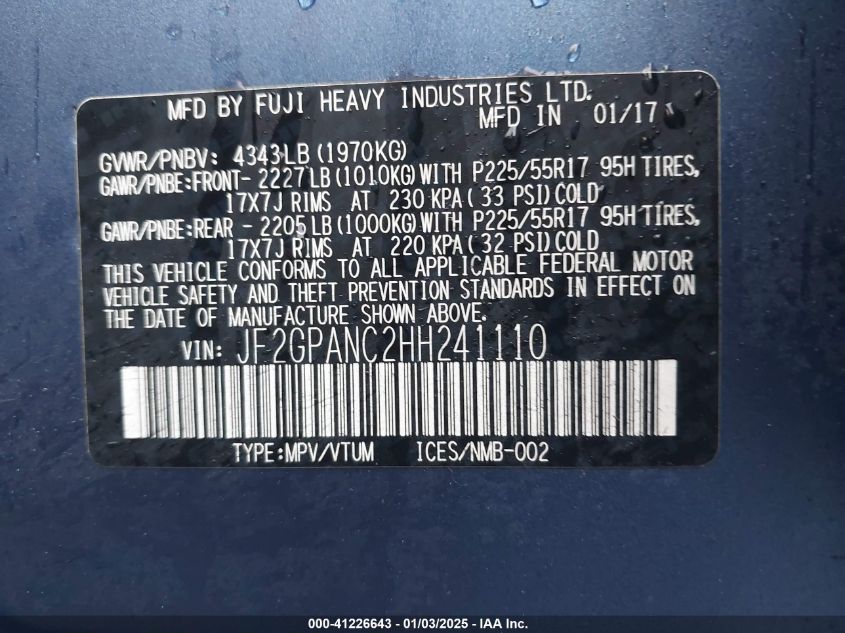 MFD BY FUJI HEAVY INDUSTRIES LTD.
MFD IN 01/17
GVWR/PNBV: 4343LB (1970KG)
GAWR/PNBE:FRONT- 2227LB (1010KG) WITH P225/55R17 95H TIRES,
17X7J RIMS AT 230 KPA ( 33 PSI) COLD
GAWR/PNBE:REAR - 2205LB (1000KG) WITH P225/55R17 95H TIRES,
17X7J RIMS AT 220 KPA ( 32 PSI) COLD
THIS VEHICLE CONFORMS TO ALL APPLICABLE FEDERAL MOTOR
VEHICLE SAFETY AND THEFT PREVENTION STANDARDS IN EFFECT ON
THE DATE OF MANUFACTURE SHOWN ABOVE.
VIN: JF2GPANC2HH241110
TYPE:MPV/VTUM ICES/NMB-002
000-41226643 - 01/03/2025 - IAA Inc.